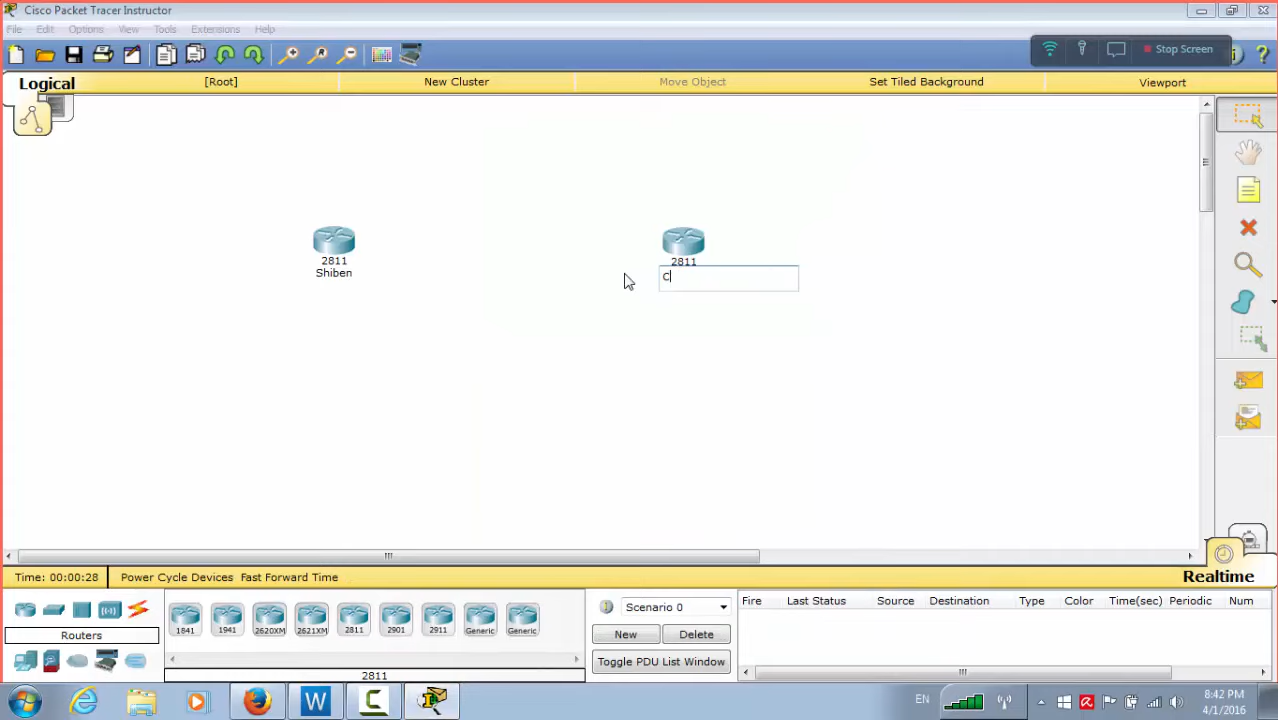 Cisco Packet Tracer Instructor
File Edit Options View Tools Extensions Help
Stop Screen
Logical [Root] New Cluster Move Object Set Tiled Background Viewport
2811
Shiben
2811
C
Time: 00:00:28 Power Cycle Devices Fast Forward Time
Realtime
Routers
1841 1941 2620XM 2621XM 2811 2901 2911 Generic Generic
2811
Scenario 0
New Delete
Toggle PDU List Window
Fire Last Status Source Destination Type Color Time(sec) Periodic Num
EN
8:42 PM
4/1/2016